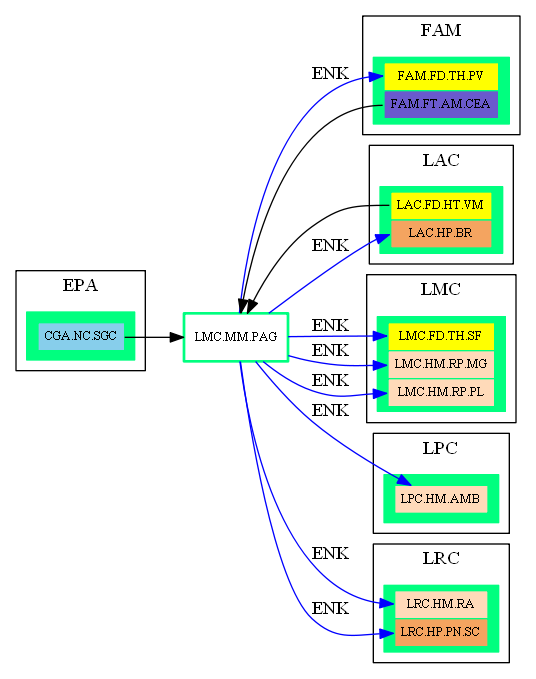 FAM
ENK
FAM.FD.TH.PV
FAM.FT.AM.CEA
LAC
LAC.FD.HT.VM
ENK
LAC.HP.BR
EPA
CGA.NC.SGC
LMC.MM.PAG
LMC
ENK
LMC.FD.TH.SF
ENK
LMC.HM.RP.MG
ENK
LMC.HM.RP.PL
ENK
LPC
LPC.HM.AMB
LRC
ENK
LRC.HM.RA
ENK
LRC.HP.PN.SC